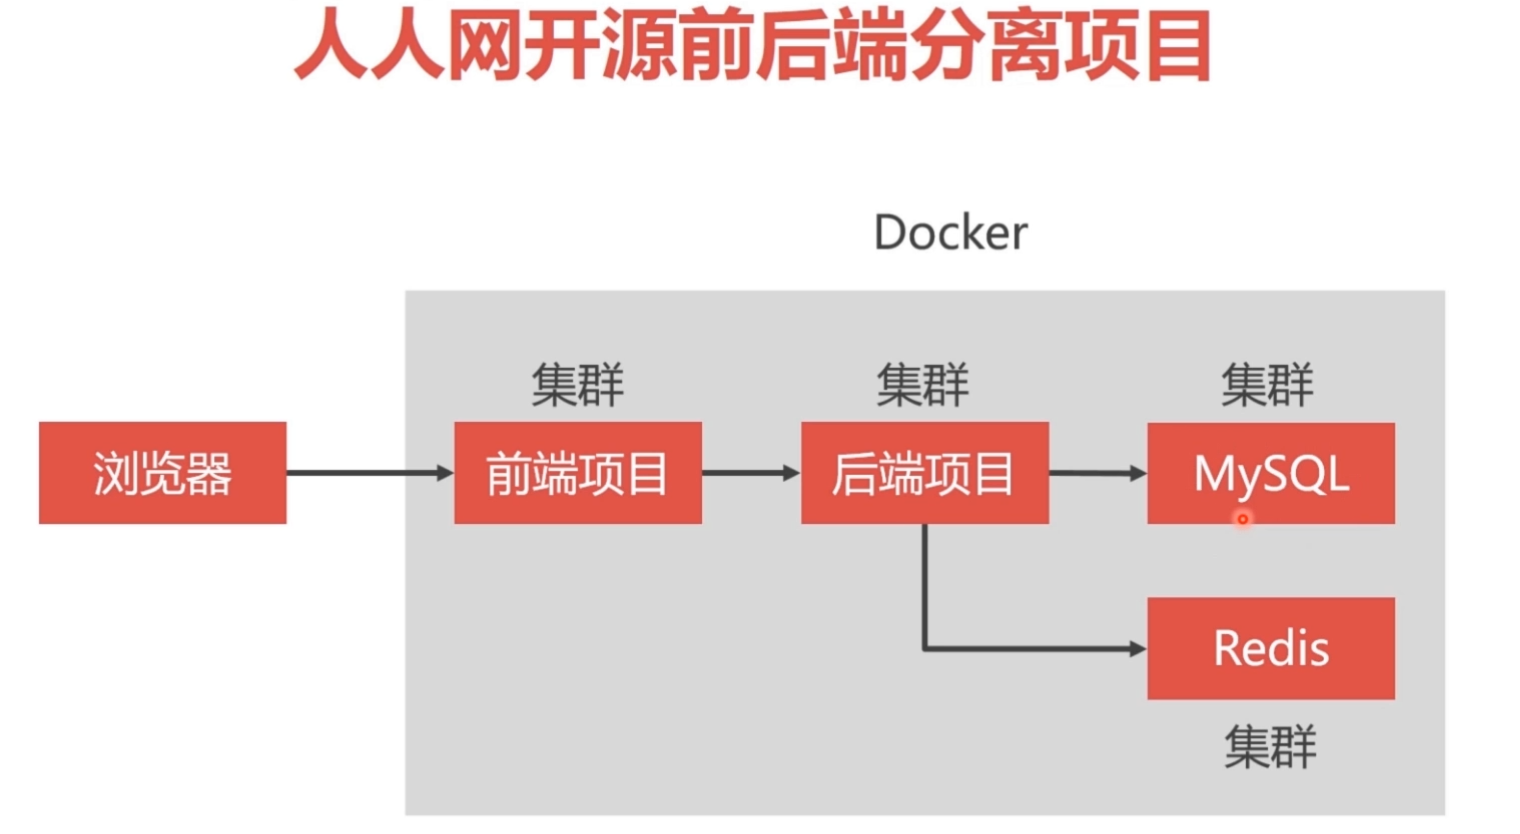 人人网开源前后端分离项目
Docker
集群
集群
集群
浏览器
前端项目
后端项目
MySQL
Redis
集群